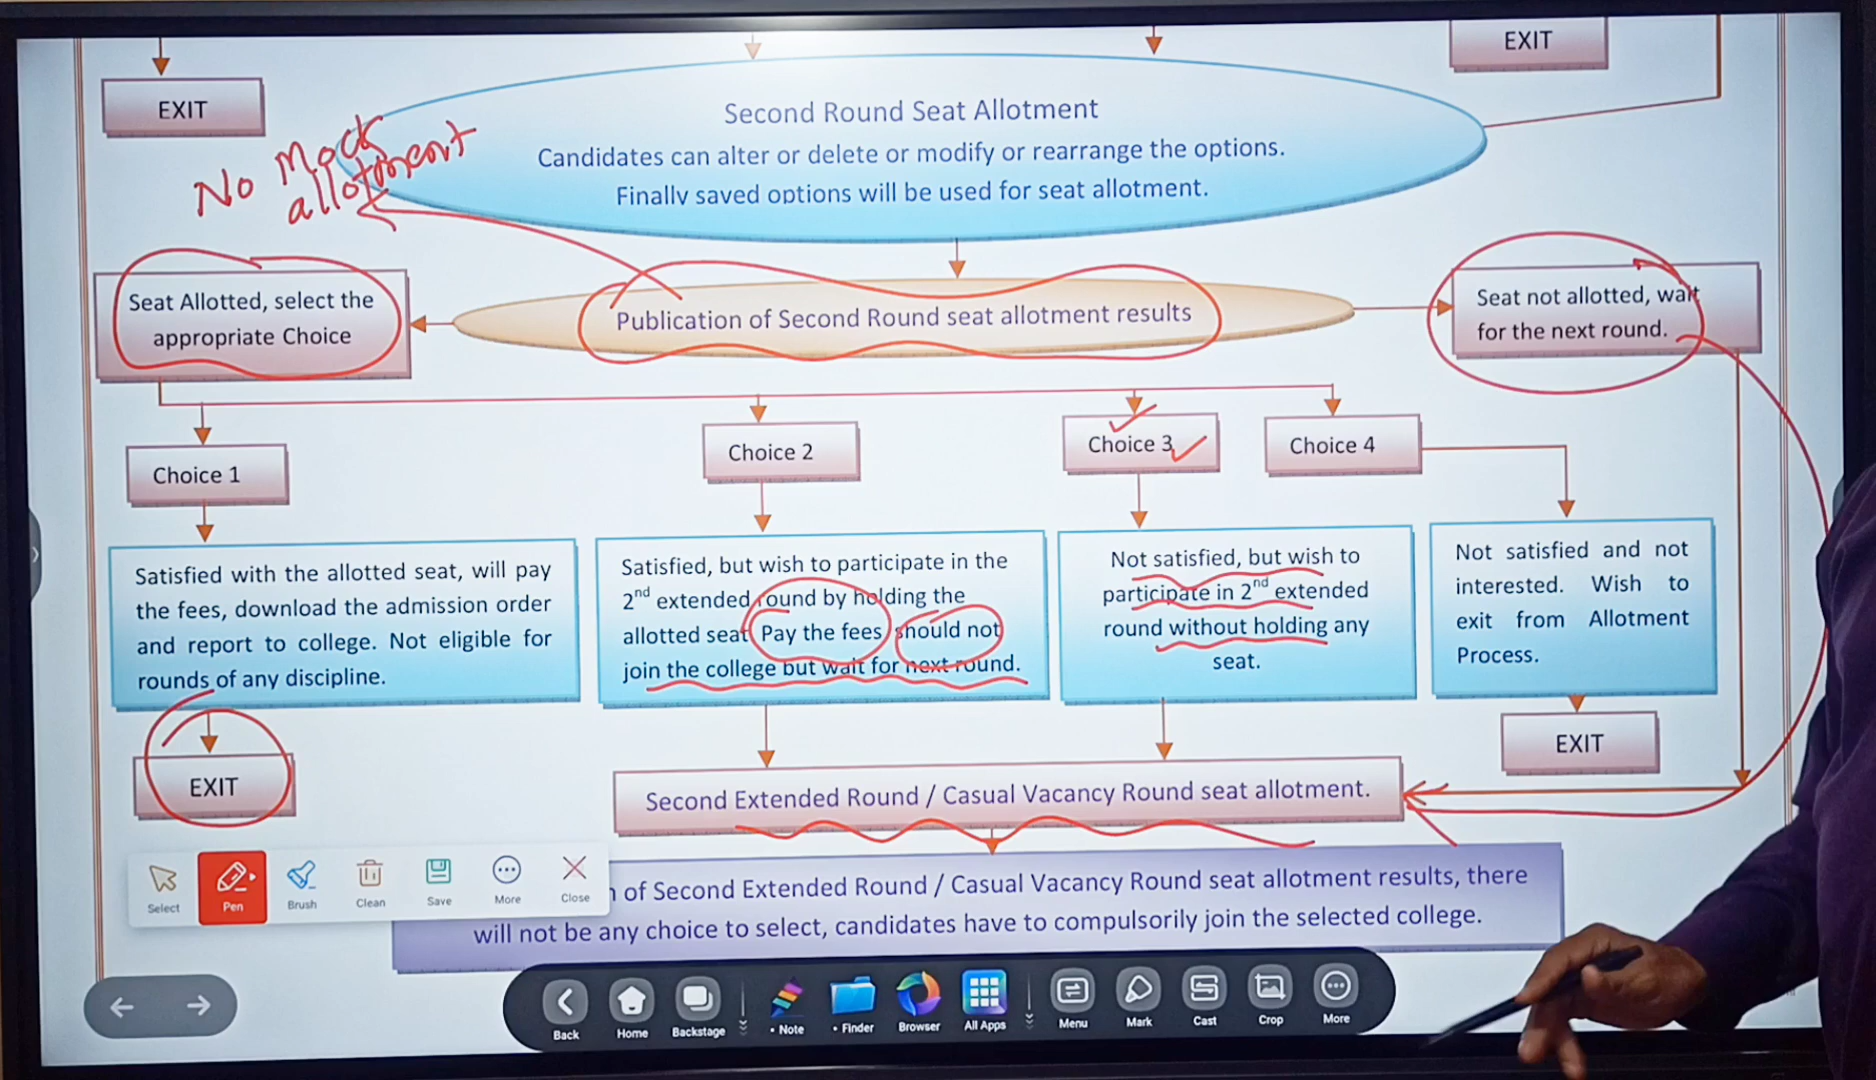 EXIT
EXIT
Second Round Seat Allotment
Candidates can alter or delete or modify or rearrange the options.
Finally saved options will be used for seat allotment.
No Mock
allotment
Seat Allotted, select the
appropriate Choice
Publication of Second Round seat allotment results
Seat not allotted, wait
for the next round.
Choice 1
Choice 2
Choice 3
Choice 4
Satisfied with the allotted seat, will pay
the fees, download the admission order
and report to college. Not eligible for
rounds of any discipline.
Satisfied, but wish to participate in the
2nd extended round by holding the
allotted seat Pay the fees should not
join the college but wait for next round.
Not satisfied, but wish to
participate in 2nd extended
round without holding any
seat.
Not satisfied and not
interested. Wish to
exit from Allotment
Process.
EXIT
EXIT
Second Extended Round / Casual Vacancy Round seat allotment.
of Second Extended Round / Casual Vacancy Round seat allotment results, there
will not be any choice to select, candidates have to compulsorily join the selected college.
Select
Pen
Brush
Clean
Save
More
Close
Back
Home
Backstage
• Note
• Finder
Browser
All Apps
Menu
Mark
Cast
Crop
More